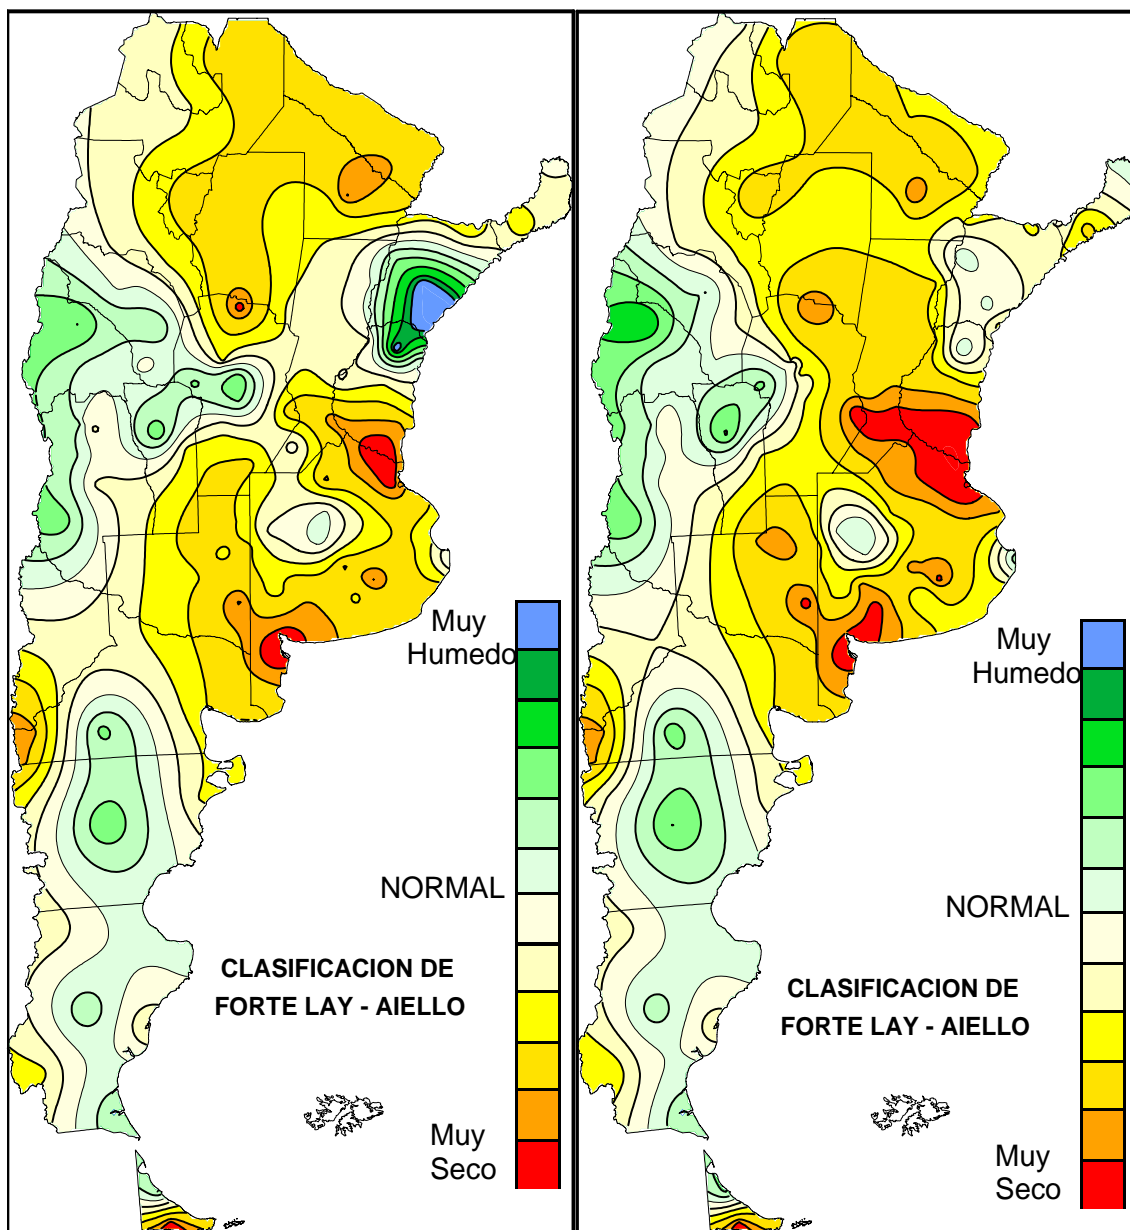 Muy
Humedo
NORMAL
CLASIFICACION DE
FORTE LAY - AIELLO
Muy
Seco
Muy
Humedo
NORMAL
CLASIFICACION DE
FORTE LAY - AIELLO
Muy
Seco